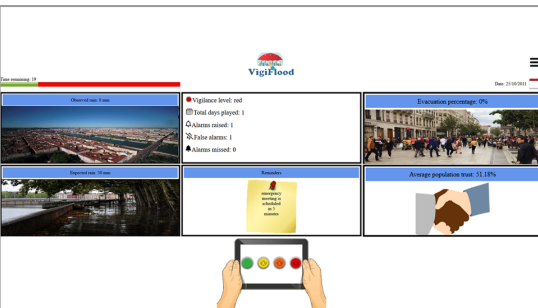 VigiFlood
Time remaining: 19
Date: 25/10/2011
Observed rain: 0 mm
Vigilance level: red
Total days played: 1
Alarms raised: 1
False alarms: 1
Alarms missed: 0
Evacuation percentage: 0%
Expected rain: 50 mm
Reminders
emergency
meeting is
scheduled
in 5
minutes
Average population trust: 51.18%